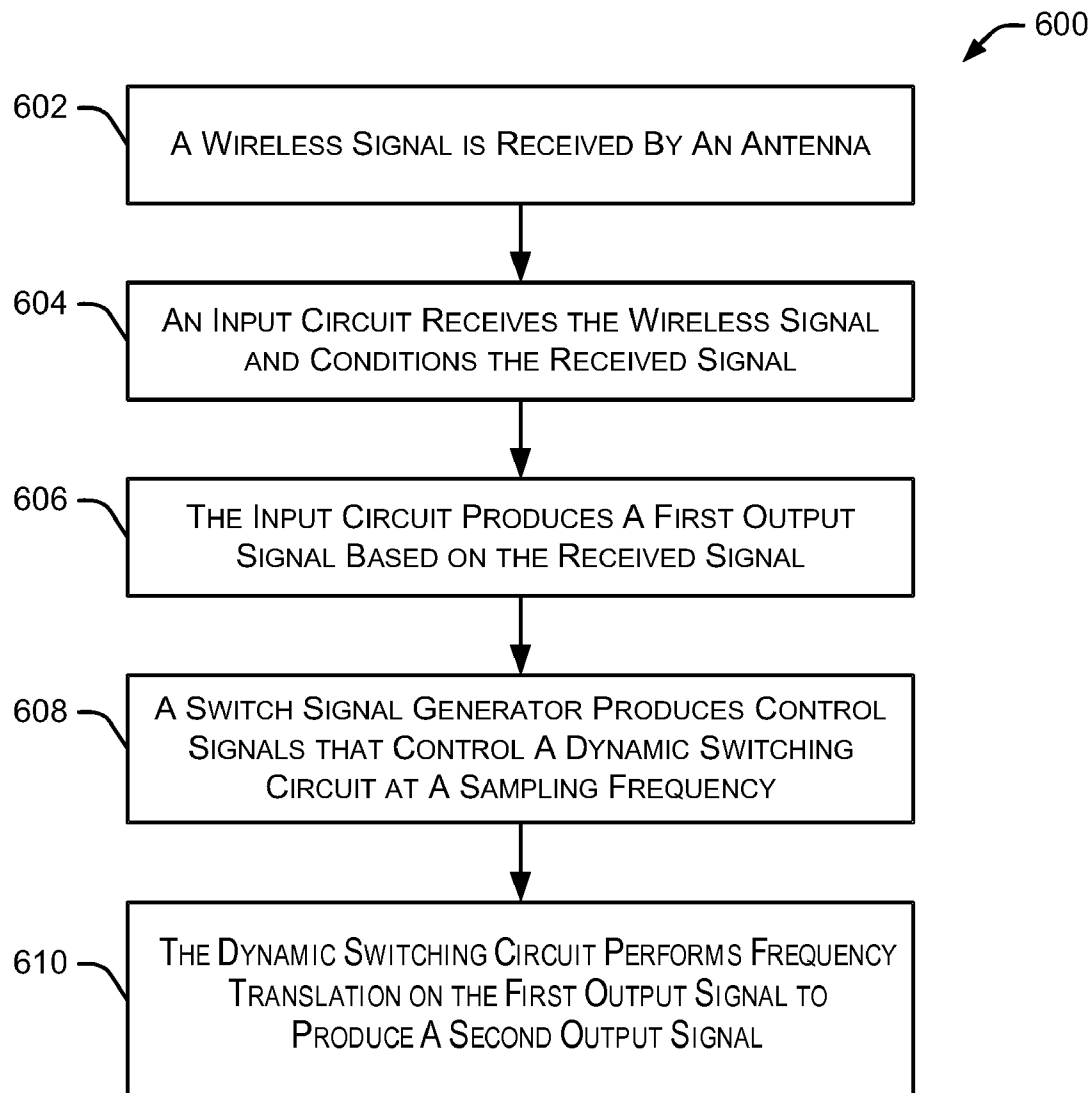 600
602
A WIRELESS SIGNAL IS RECEIVED BY AN ANTENNA
604
AN INPUT CIRCUIT RECEIVES THE WIRELESS SIGNAL
AND CONDITIONS THE RECEIVED SIGNAL
606
THE INPUT CIRCUIT PRODUCES A FIRST OUTPUT
SIGNAL BASED ON THE RECEIVED SIGNAL
608
A SWITCH SIGNAL GENERATOR PRODUCES CONTROL
SIGNALS THAT CONTROL A DYNAMIC SWITCHING
CIRCUIT AT A SAMPLING FREQUENCY
610
THE DYNAMIC SWITCHING CIRCUIT PERFORMS FREQUENCY
TRANSLATION ON THE FIRST OUTPUT SIGNAL TO
PRODUCE A SECOND OUTPUT SIGNAL